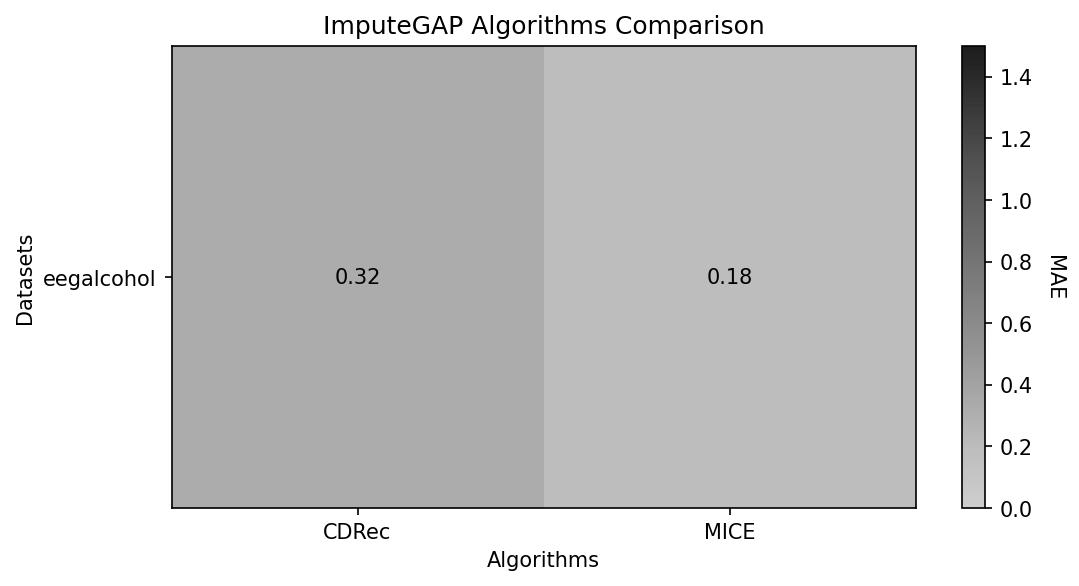 ImputeGAP Algorithms Comparison
Datasets
eegalcohol
0.32
0.18
CDRec
MICE
Algorithms
1.4
1.2
1.0
0.8
0.6
0.4
0.2
0.0
MAE